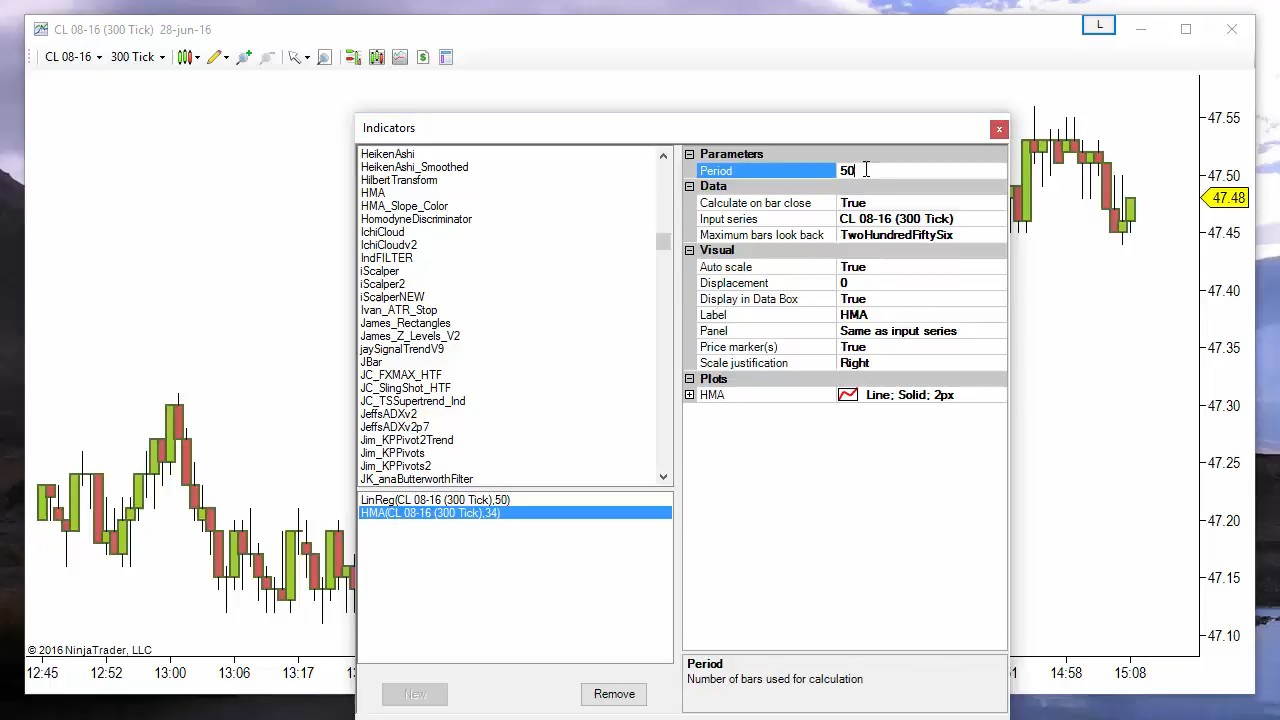 CL 08-16 (300 Tick) 28-jun-16
L
CL 08-16 300 Tick
Indicators
HeikenAshi
HeikenAshi_Smoothed
HilbertTransform
HMA
HMA_Slope_Color
HomodyneDiscriminator
IchiCloud
IchiCloudv2
IndFILTER
iScalper
iScalper2
iScalperNEW
Ivan_ATR_Stop
James_Rectangles
James_Z_Levels_V2
jaySignalTrendV9
JBar
JC_FXMAX_HTF
JC_SlingShot_HTF
JC_TSSupertrend_Ind
JeffsADXv2
JeffsADXv2p7
Jim_KPPivot2Trend
Jim_KPPivots
Jim_KPPivots2
JK_anaButterworthFilter
LinReg(CL 08-16 (300 Tick),50)
HMA(CL 08-16 (300 Tick),34)
New
Remove
Parameters
Period 50
Data
Calculate on bar close True
Input series CL 08-16 (300 Tick)
Maximum bars look back TwoHundredFiftySix
Visual
Auto scale True
Displacement 0
Display in Data Box True
Label HMA
Panel Same as input series
Price marker(s) True
Scale justification Right
Plots
HMA Line; Solid; 2px
Period
Number of bars used for calculation
47.55
47.50
47.48
47.45
47.40
47.35
47.30
47.25
47.20
47.15
47.10
© 2016 NinjaTrader, LLC
12:45 12:52 13:00 13:06 13:17 14:58 15:08